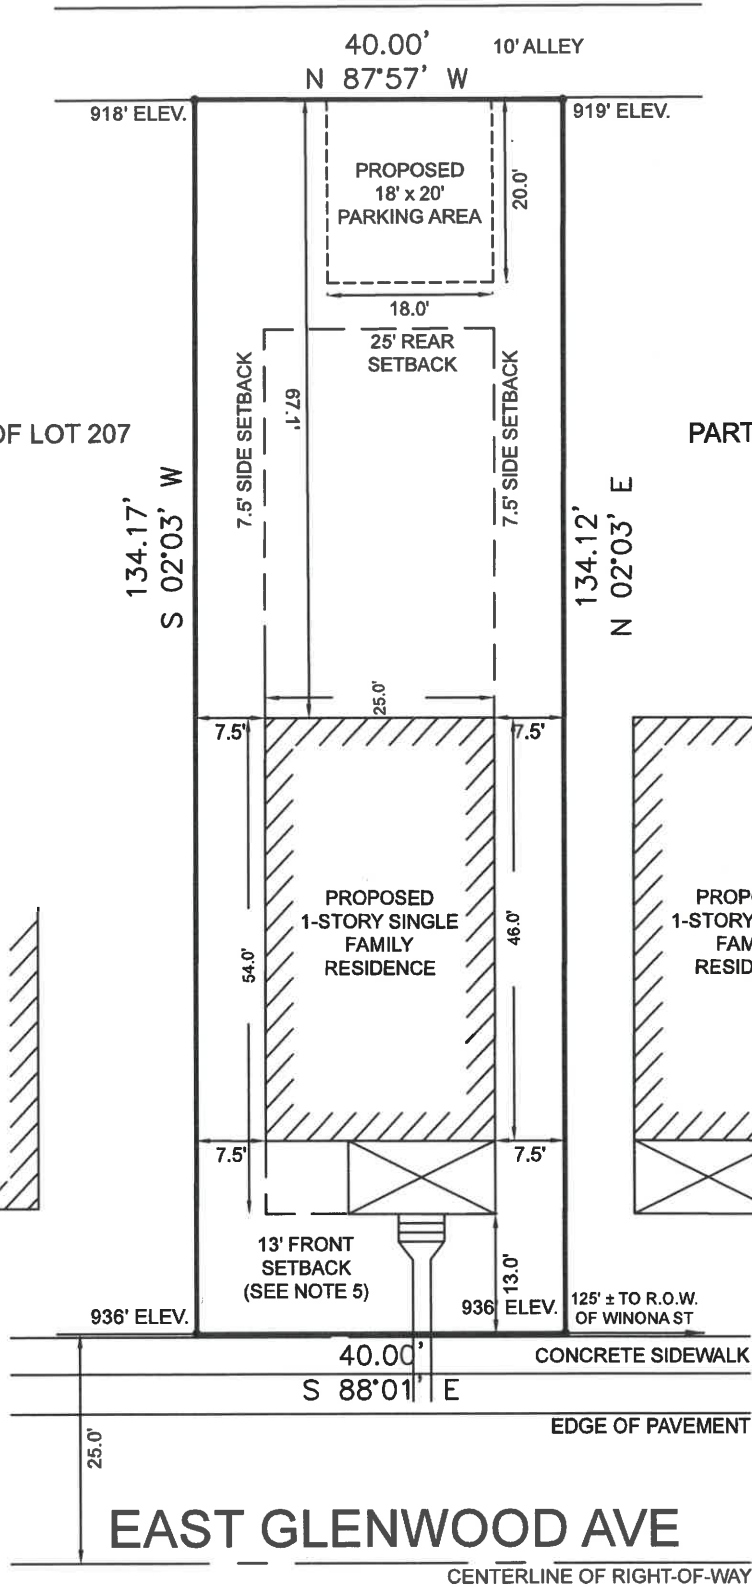 40.00'
10' ALLEY
N 87°57' W
918' ELEV.
919' ELEV.
PROPOSED
18' x 20'
PARKING AREA
20.0'
18.0'
25' REAR
SETBACK
7.5' SIDE SETBACK
67.1'
7.5' SIDE SETBACK
OF LOT 207
PART
134.17'
S 02°03' W
134.12'
N 02°03' E
25.0'
7.5'
7.5'
PROPOSED
1-STORY SINGLE
FAMILY
RESIDENCE
54.0'
46.0'
PROPO
1-STORY
FAM
RESID
7.5'
7.5'
13' FRONT
SETBACK
(SEE NOTE 5)
13.0'
936' ELEV.
936 ELEV.
125' ± TO R.O.W.
OF WINONA ST
40.00'
CONCRETE SIDEWALK
S 88°01' E
EDGE OF PAVEMENT
25.0'
EAST GLENWOOD AVE
CENTERLINE OF RIGHT-OF-WAY